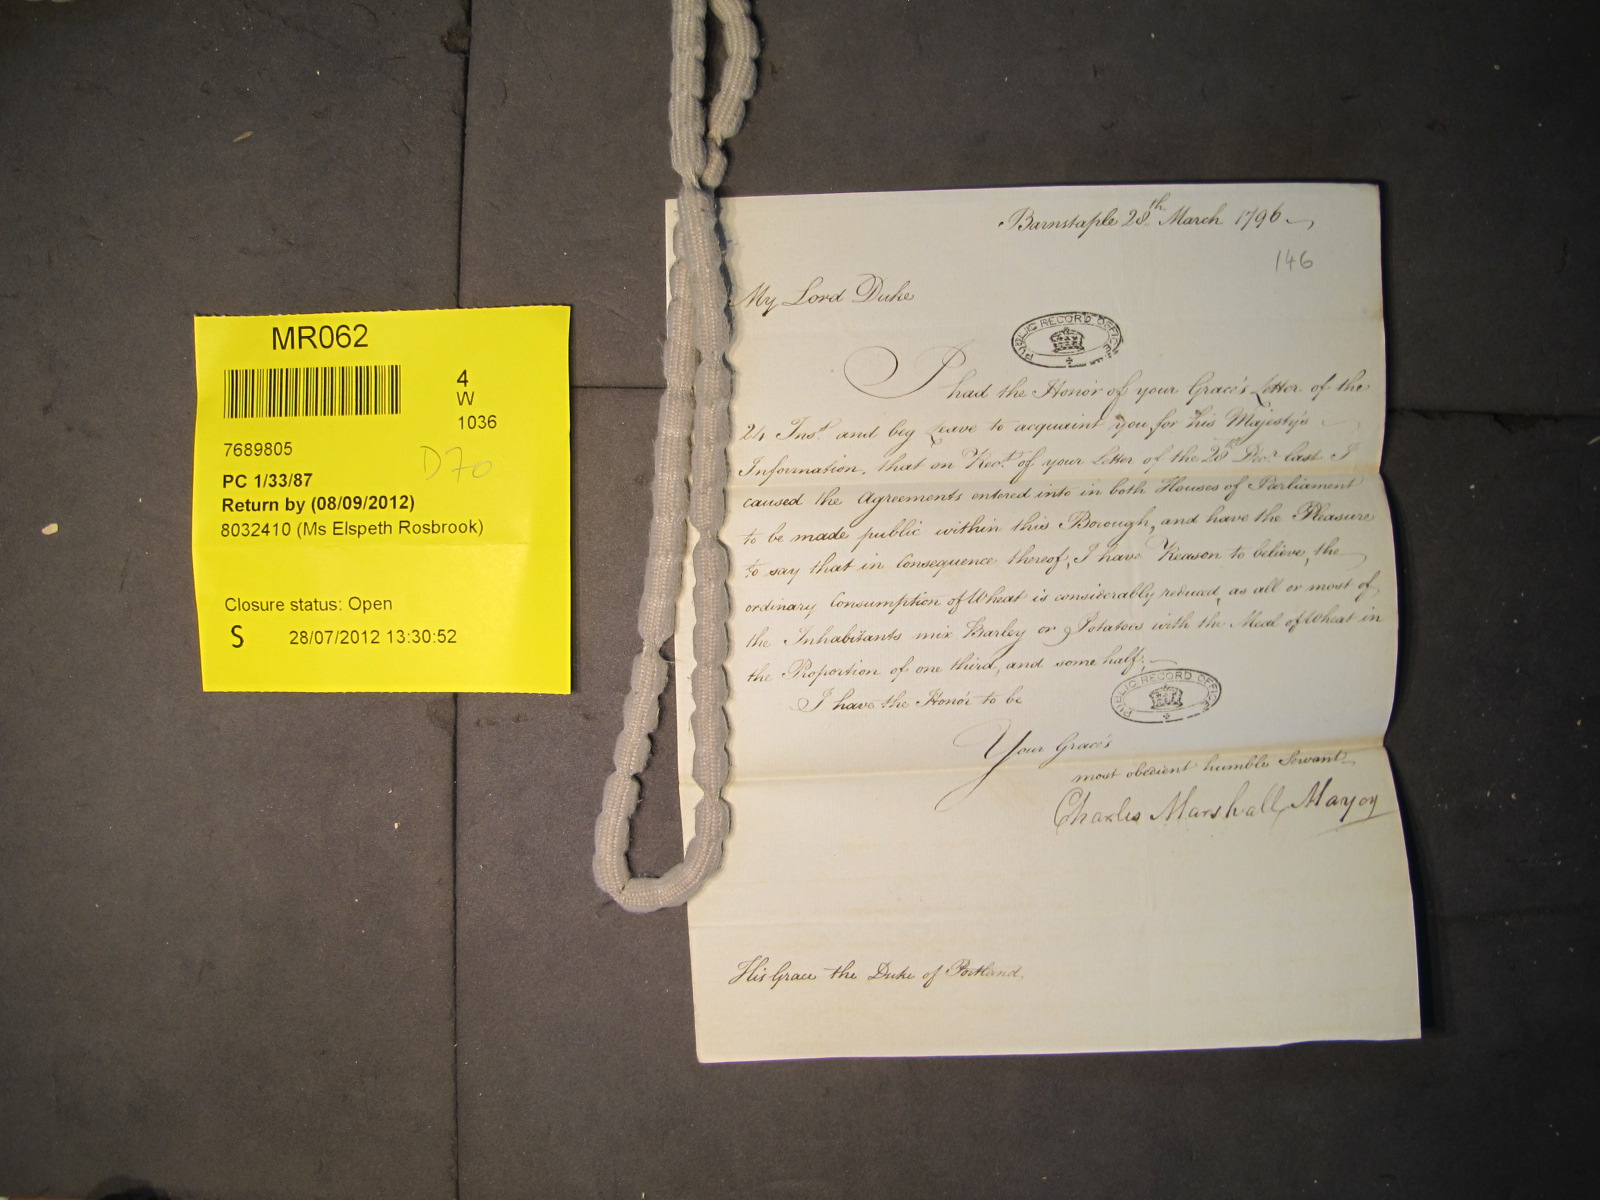 MR062
4
W
1036
7689805
D70
PC 1/33/87
Return by (08/09/2012)
8032410 (Ms Elspeth Rosbrook)
Closure status: Open
S 28/07/2012 13:30:52
Barnstaple 28th March 1796
146
My Lord Duke
PUBLIC RECORD OFFICE
I had the Honor of your Grace's Letter of the
24 Inst. and beg Leave to acquaint you for his Majesty's
Information, that on Rect. of your Letter of the 28th Decr. last I
caused the Agreements entered into in both Houses of Parliament
to be made public within this Borough, and have the Pleasure
to say that in Consequence thereof, I have Reason to believe, the
ordinary Consumption of Wheat is considerably reduced, as all or most of
the Inhabitants mix Barley or Potatoes with the Meal of Wheat in
the Proportion of one third, and some half;
I have the Honor to be
PUBLIC RECORD OFFICE
Your Grace's
most obedient humble Servant
Charles Marshall Mayor
His Grace the Duke of Portland.